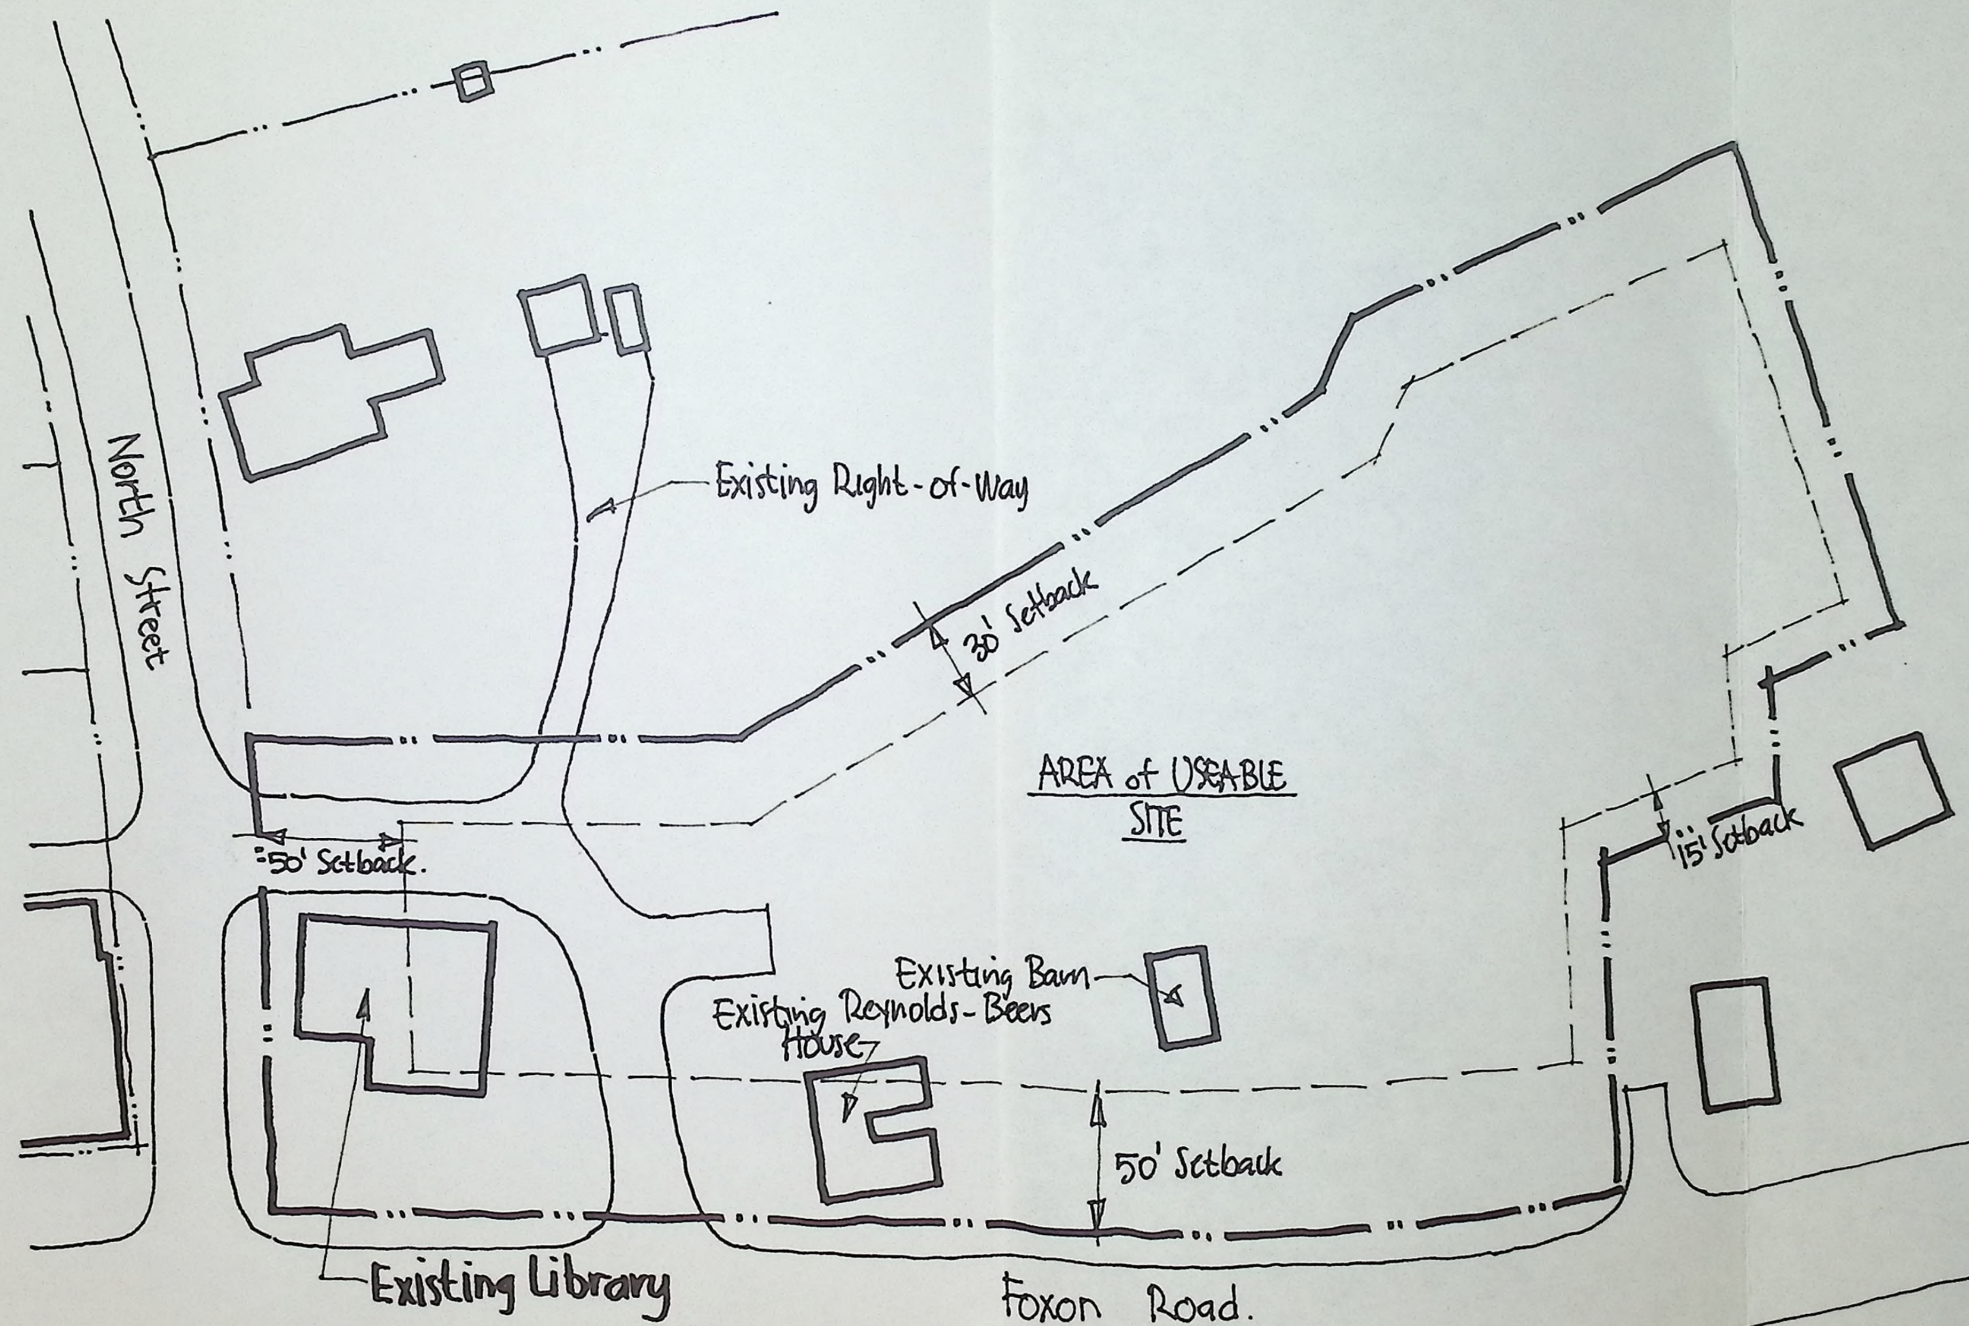 North Street
Existing Right-of-Way
30' Setback
AREA of USEABLE
SITE
15' Setback
50' Setback.
Existing Barn
Existing Reynolds-Beers
House
50' Setback
Existing Library
Foxon Road.